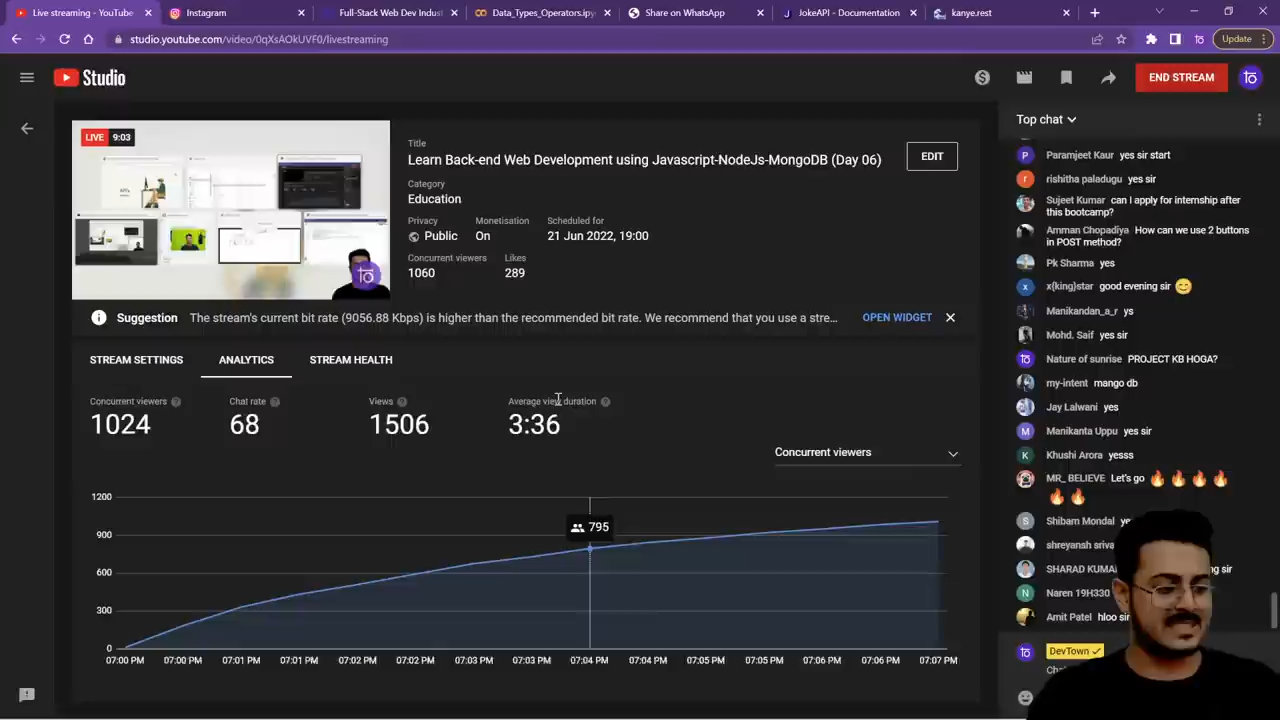 Live streaming - YouTube
Instagram
Full-Stack Web Dev Indust
Data_Types_Operators.ipy
Share on WhatsApp
JokeAPI - Documentation
kanye.rest
studio.youtube.com/video/0qXsAOkUVF0/livestreaming
Update
Studio
END STREAM
LIVE 9:03
Title
Learn Back-end Web Development using Javascript-NodeJs-MongoDB (Day 06)
EDIT
Category
Education
Privacy
Monetisation
Scheduled for
Public
On
21 Jun 2022, 19:00
Concurrent viewers
Likes
1060
289
Suggestion
The stream's current bit rate (9056.88 Kbps) is higher than the recommended bit rate. We recommend that you use a stre...
OPEN WIDGET
STREAM SETTINGS
ANALYTICS
STREAM HEALTH
Concurrent viewers
Chat rate
Views
Average view duration
1024
68
1506
3:36
Concurrent viewers
1200
900
600
300
0
795
07:00 PM
07:00 PM
07:01 PM
07:01 PM
07:02 PM
07:02 PM
07:03 PM
07:03 PM
07:04 PM
07:04 PM
07:05 PM
07:05 PM
07:06 PM
07:06 PM
07:07 PM
Top chat
Paramjeet Kaur yes sir start
rishitha paladugu yes sir
Sujeet Kumar can I apply for internship after
this bootcamp?
Amman Chopadiya How can we use 2 buttons
in POST method?
Pk Sharma yes
x{king}star good evening sir 😊
Manikandan_a_r ys
Mohd. Saif yes sir
Nature of sunrise PROJECT KB HOGA?
my-intent mango db
Jay Lalwani yes
Manikanta Uppu yes sir
Khushi Arora yesss
MR_ BELIEVE Let's go 🔥 🔥 🔥 🔥
🔥 🔥
Shibam Mondal
shreyansh sriva
SHARAD KUMA
sir
Naren 19H330
Amit Patel hloo sir
DevTown